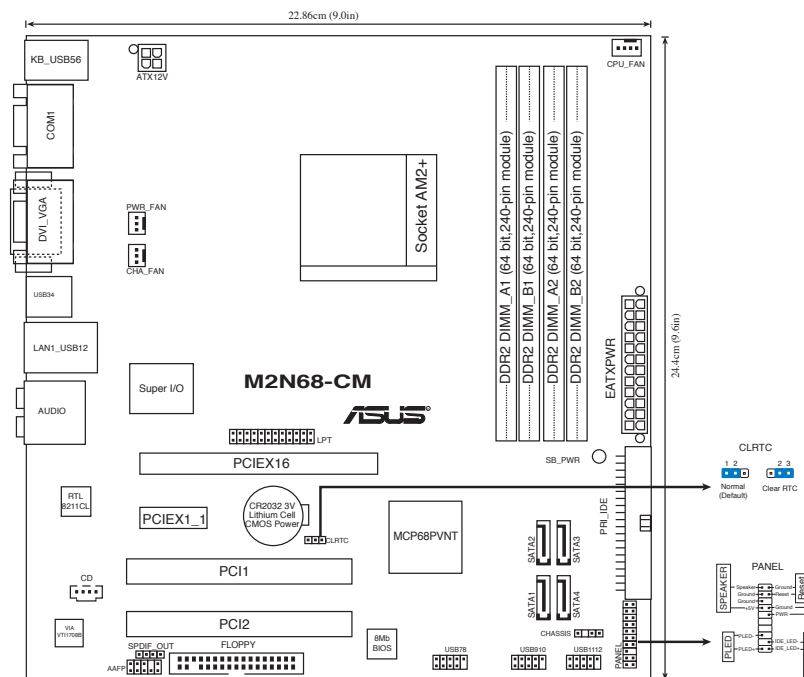 22.86cm (9.0in)
KB_USB56
ATX12V
CPU_FAN
COM1
DVI_VGA
PWR_FAN
CHA_FAN
Socket AM2+
DDR2 DIMM_A1 (64 bit,240-pin module)
DDR2 DIMM_B1 (64 bit,240-pin module)
DDR2 DIMM_A2 (64 bit,240-pin module)
DDR2 DIMM_B2 (64 bit,240-pin module)
24.4cm (9.6in)
USB34
LAN1_USB12
AUDIO
Super I/O
M2N68-CM
ASUS
EATXPWR
LPT
PCIEX16
SB_PWR
CLRTC
1 2
2 3
Normal
(Default)
Clear RTC
RTL
8211CL
PCIEX1_1
CR2032 3V
Lithium Cell
CMOS Power
CLRTC
MCP68PVNT
SATA2
SATA3
PRI_IDE
PCI1
SATA1
SATA4
CD
PCI2
VIA
VT1708B
SPDIF_OUT
FLOPPY
AAFP
8Mb
BIOS
CHASSIS
USB78
USB910
USB1112
PANEL
PANEL
SPEAKER
Speaker
Ground
Ground
+5V
Ground
Reset
Ground
PWR
Reset
PLED
PLED-
PLED+
IDE_LED-
IDE_LED+